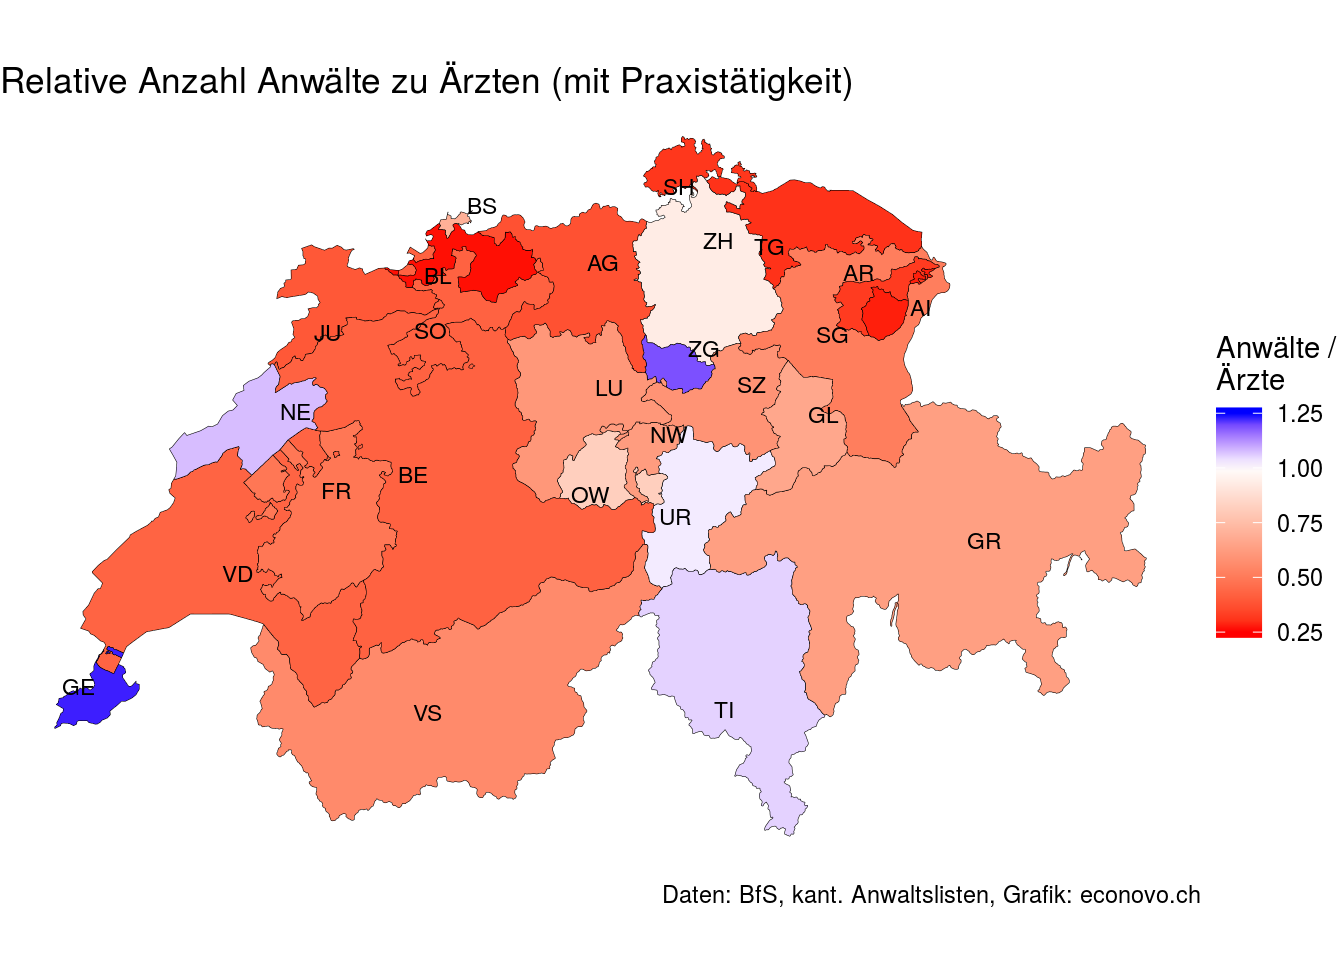 Relative Anzahl Anwälte zu Ärzten (mit Praxistätigkeit)
SH
BS
ZH
TG
AG
BL
AR
AI
JU
SO
SG
ZG
LU
SZ
NE
GL
NW
BE
FR
OW
UR
GR
VD
GE
VS
TI
Anwälte /
Ärzte
1.25
1.00
0.75
0.50
0.25
Daten: BfS, kant. Anwaltslisten, Grafik: econovo.ch